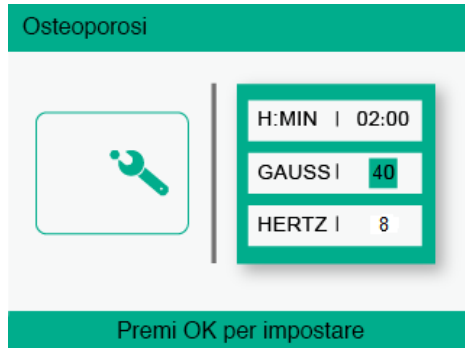 Osteoporosi
H:MIN | 02:00
GAUSS | 40
HERTZ | 8
Premi OK per impostare